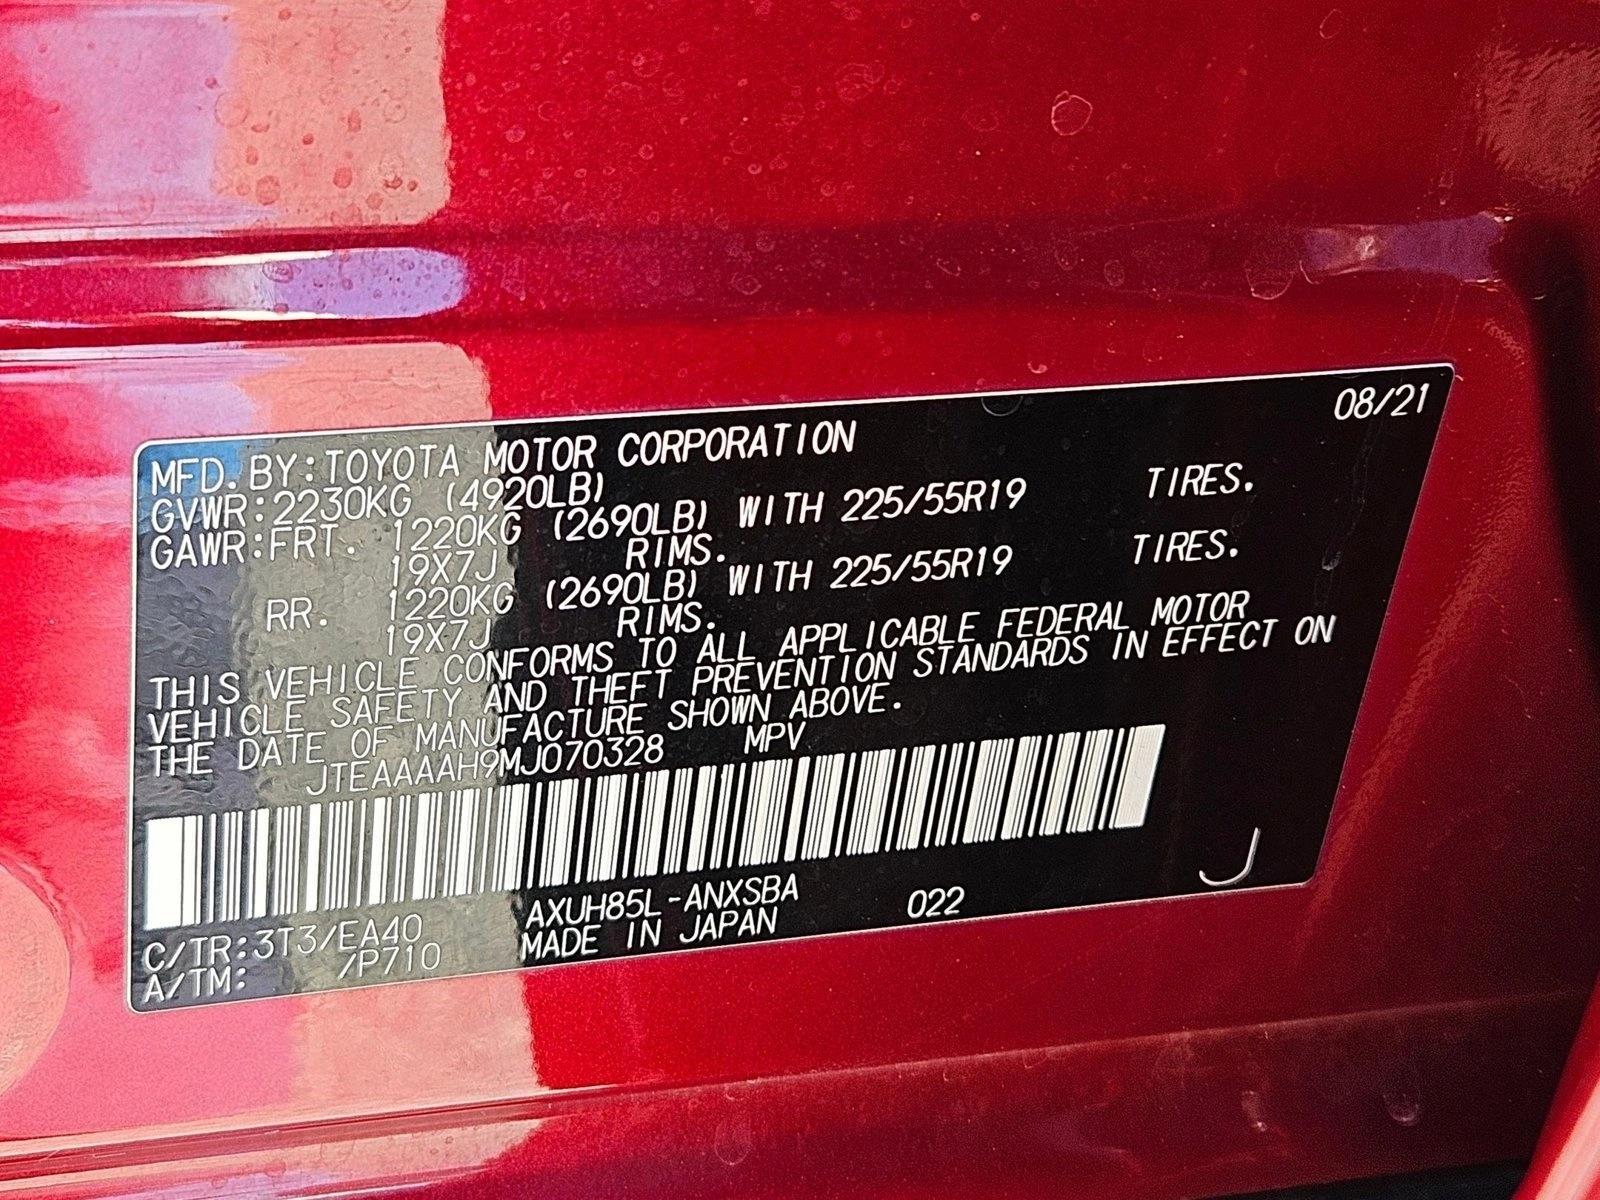 08/21
MFD. BY:TOYOTA MOTOR CORPORATION
GVWR:2230KG (4920LB)
GAWR:FRT. 1220KG (2690LB) WITH 225/55R19 TIRES.
19X7J RIMS.
RR. 1220KG (2690LB) WITH 225/55R19 TIRES.
19X7J RIMS.
THIS VEHICLE CONFORMS TO ALL APPLICABLE FEDERAL MOTOR
VEHICLE SAFETY AND THEFT PREVENTION STANDARDS IN EFFECT ON
THE DATE OF MANUFACTURE SHOWN ABOVE.
JTEAAAAH9MJ070328 MPV
C/TR:3T3/EA40 AXUH85L-ANXSBA 022 J
A/TM: /P710 MADE IN JAPAN